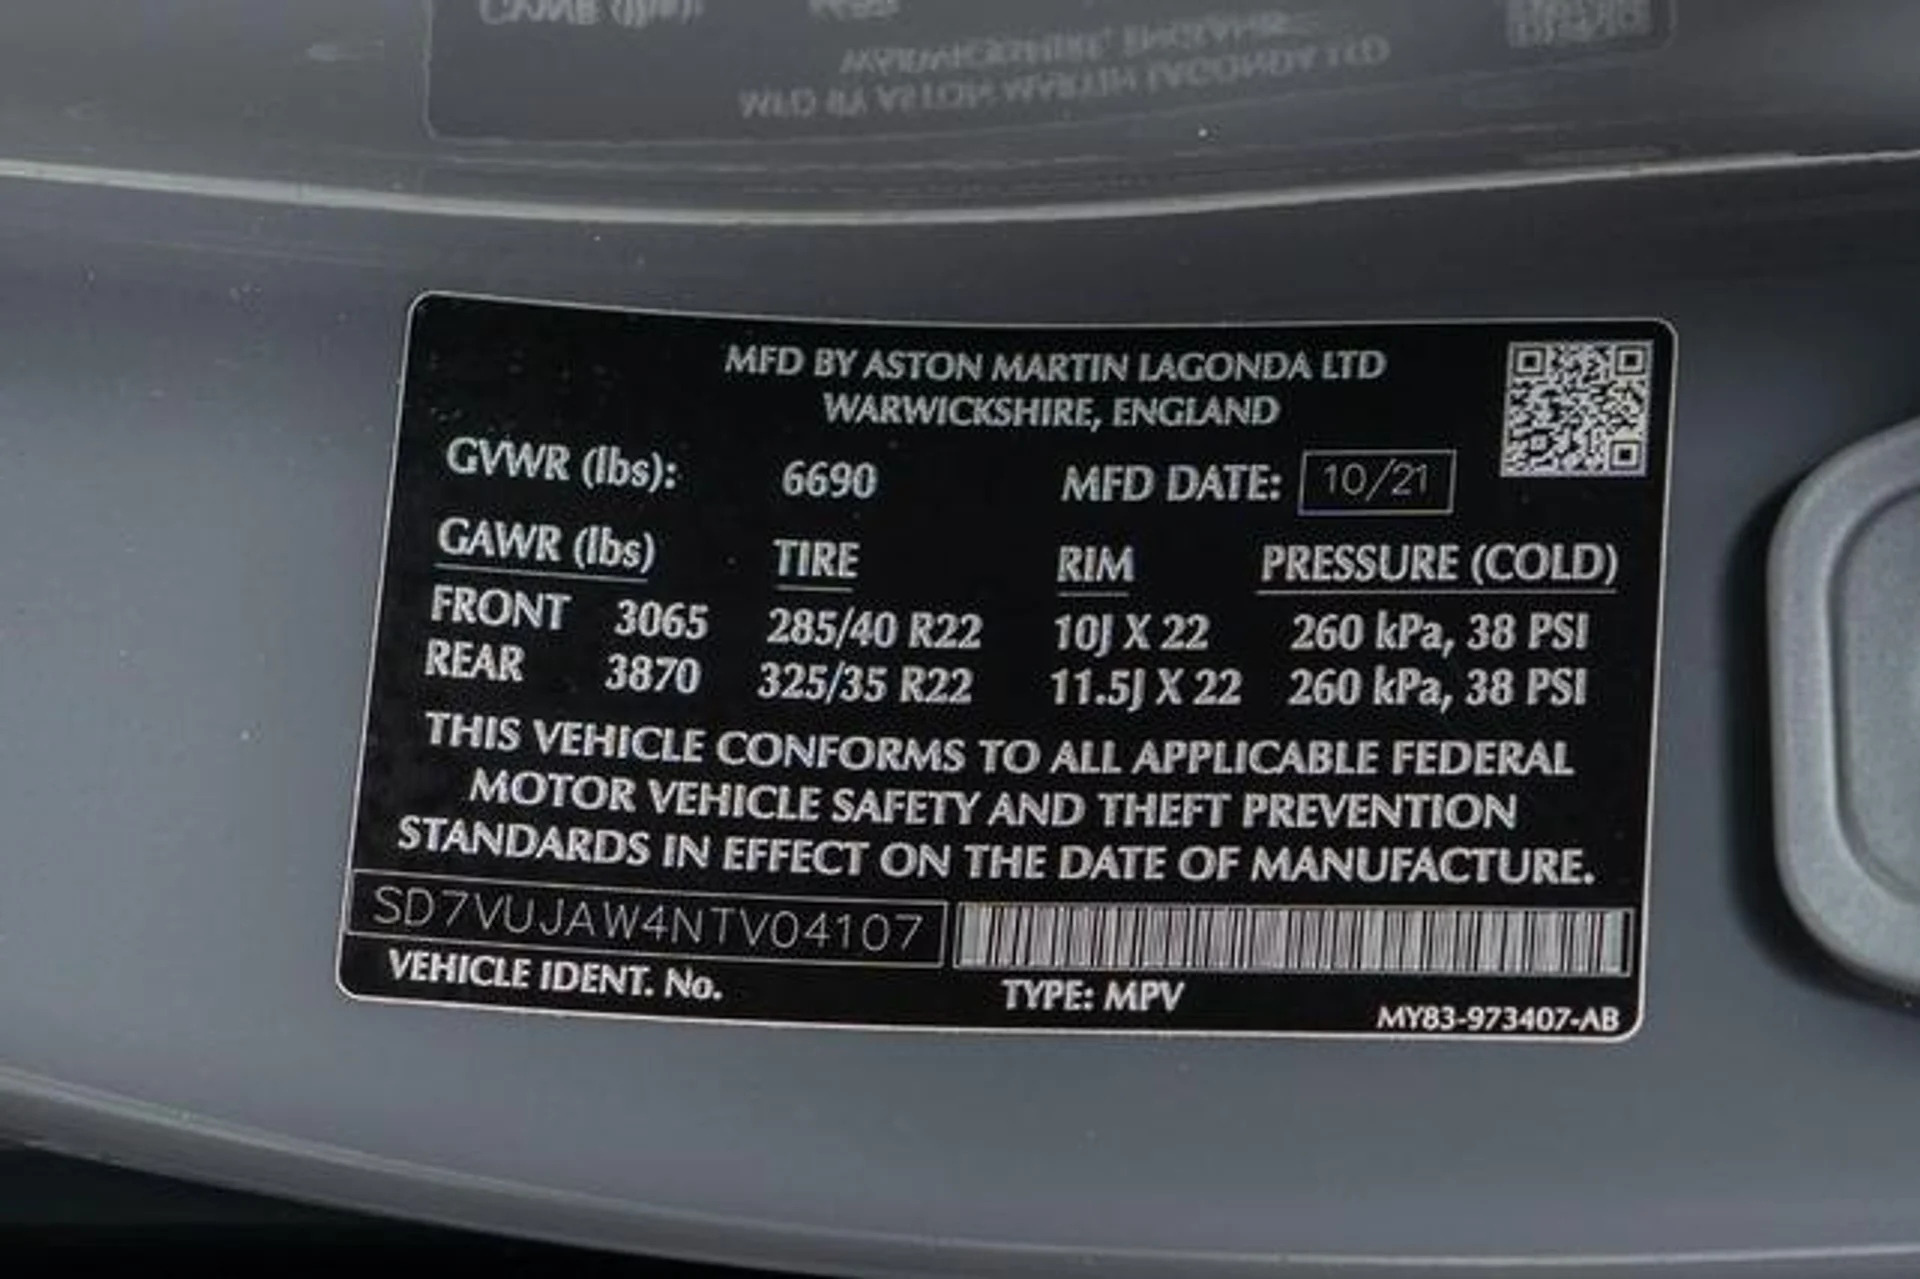 MFD BY ASTON MARTIN LAGONDA LTD
WARWICKSHIRE, ENGLAND
GVWR (lbs): 6690 MFD DATE: 10/21
GAWR (lbs) TIRE RIM PRESSURE (COLD)
FRONT 3065 285/40 R22 10J X 22 260 kPa, 38 PSI
REAR 3870 325/35 R22 11.5J X 22 260 kPa, 38 PSI
THIS VEHICLE CONFORMS TO ALL APPLICABLE FEDERAL
MOTOR VEHICLE SAFETY AND THEFT PREVENTION
STANDARDS IN EFFECT ON THE DATE OF MANUFACTURE.
SD7VUJAW4NTV04107
VEHICLE IDENT. No. TYPE: MPV MY83-973407-AB